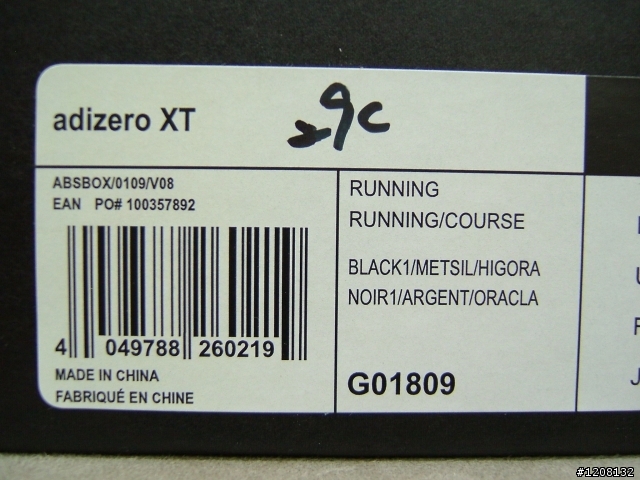 adizero XT
29C
ABSBOX/0109/V08
EAN PO# 100357892
4 049788 260219
MADE IN CHINA
FABRIQUÉ EN CHINE
RUNNING
RUNNING/COURSE
BLACK1/METSIL/HIGORA
NOIR1/ARGENT/ORACLA
G01809
U
F
J
#1208132